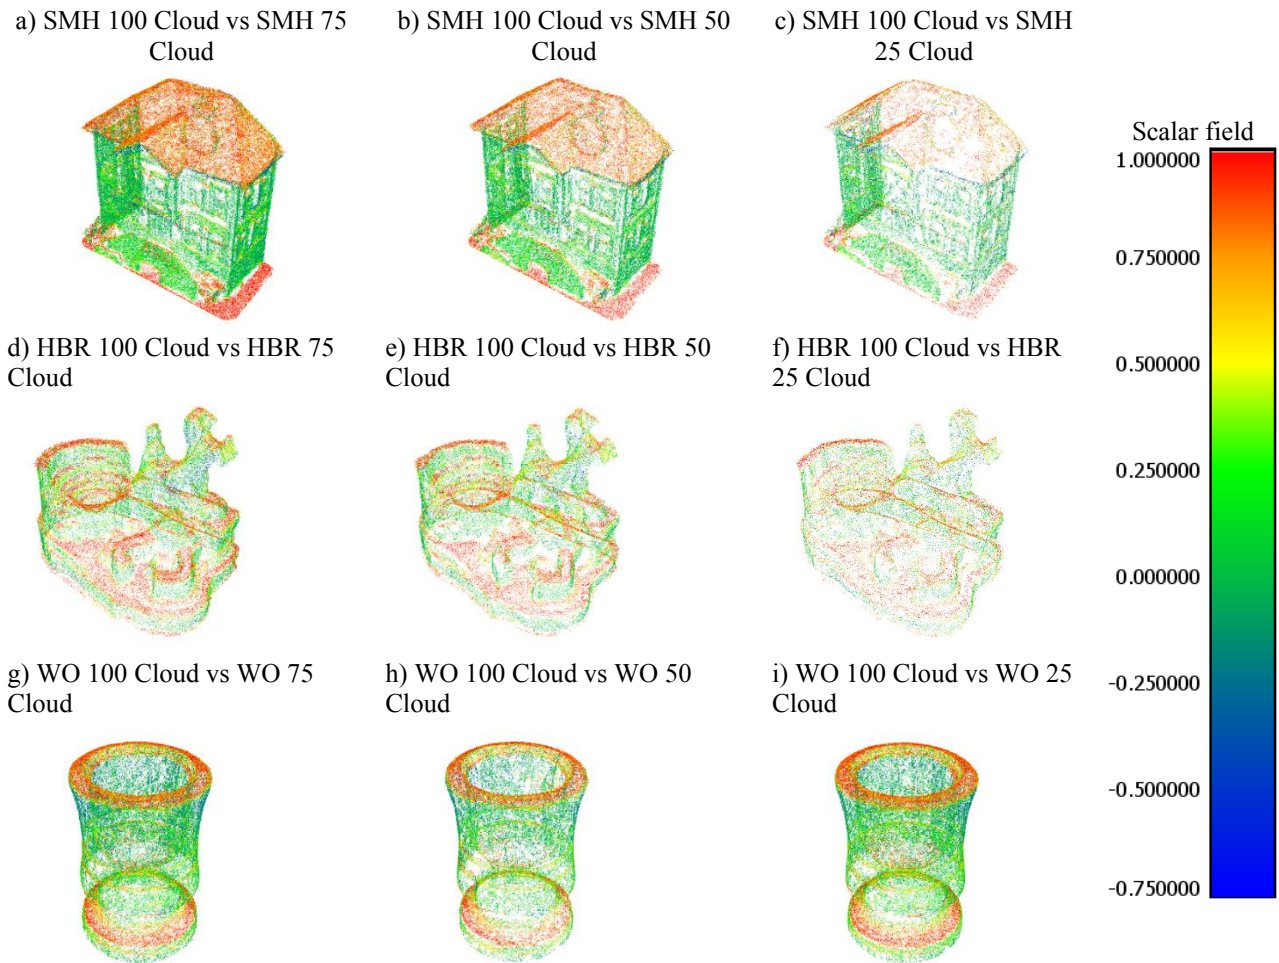 a) SMH 100 Cloud vs SMH 75
Cloud
b) SMH 100 Cloud vs SMH 50
Cloud
c) SMH 100 Cloud vs SMH
25 Cloud
d) HBR 100 Cloud vs HBR 75
Cloud
e) HBR 100 Cloud vs HBR 50
Cloud
f) HBR 100 Cloud vs HBR
25 Cloud
g) WO 100 Cloud vs WO 75
Cloud
h) WO 100 Cloud vs WO 50
Cloud
i) WO 100 Cloud vs WO 25
Cloud
Scalar field
1.000000
0.750000
0.500000
0.250000
0.000000
-0.250000
-0.500000
-0.750000